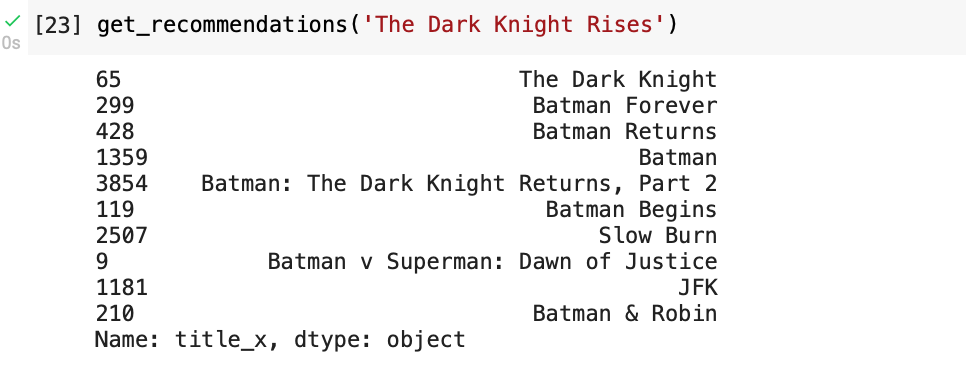 [23] get_recommendations('The Dark Knight Rises')
0s
65 The Dark Knight
299 Batman Forever
428 Batman Returns
1359 Batman
3854 Batman: The Dark Knight Returns, Part 2
119 Batman Begins
2507 Slow Burn
9 Batman v Superman: Dawn of Justice
1181 JFK
210 Batman & Robin
Name: title_x, dtype: object